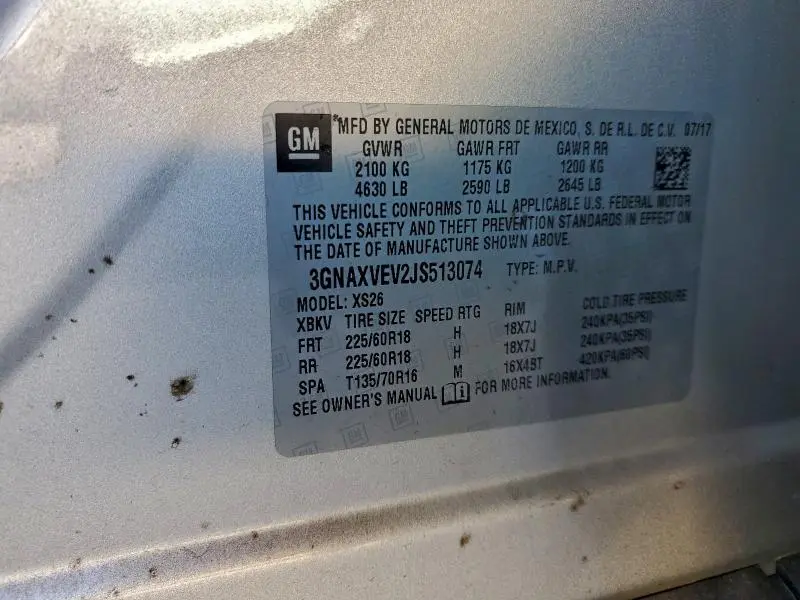 GM
*MFD BY GENERAL MOTORS DE MEXICO, S. DE R.L. DE C.V. 07/17
GVWR GAWR FRT GAWR RR
2100 KG 1175 KG 1200 KG
4630 LB 2590 LB 2645 LB
THIS VEHICLE CONFORMS TO ALL APPLICABLE U.S. FEDERAL MOTOR
VEHICLE SAFETY AND THEFT PREVENTION STANDARDS IN EFFECT ON
THE DATE OF MANUFACTURE SHOWN ABOVE.
3GNAXVEV2JS513074 TYPE: M.P.V.
MODEL: XS26
XBKV TIRE SIZE SPEED RTG RIM COLD TIRE PRESSURE
FRT 225/60R18 H 18X7J 240KPA(35PSI)
RR 225/60R18 H 18X7J 240KPA(35PSI)
SPA T135/70R16 M 16X4BT 420KPA(60PSI)
SEE OWNER'S MANUAL FOR MORE INFORMATION.